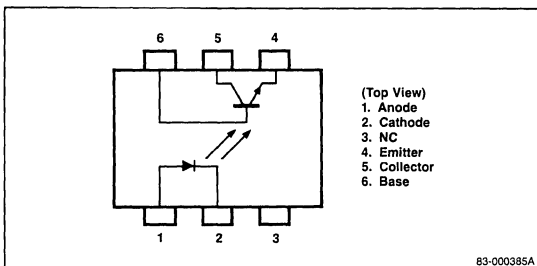 6 5 4
(Top View)
1. Anode
2. Cathode
3. NC
4. Emitter
5. Collector
6. Base
1 2 3
83-000385A